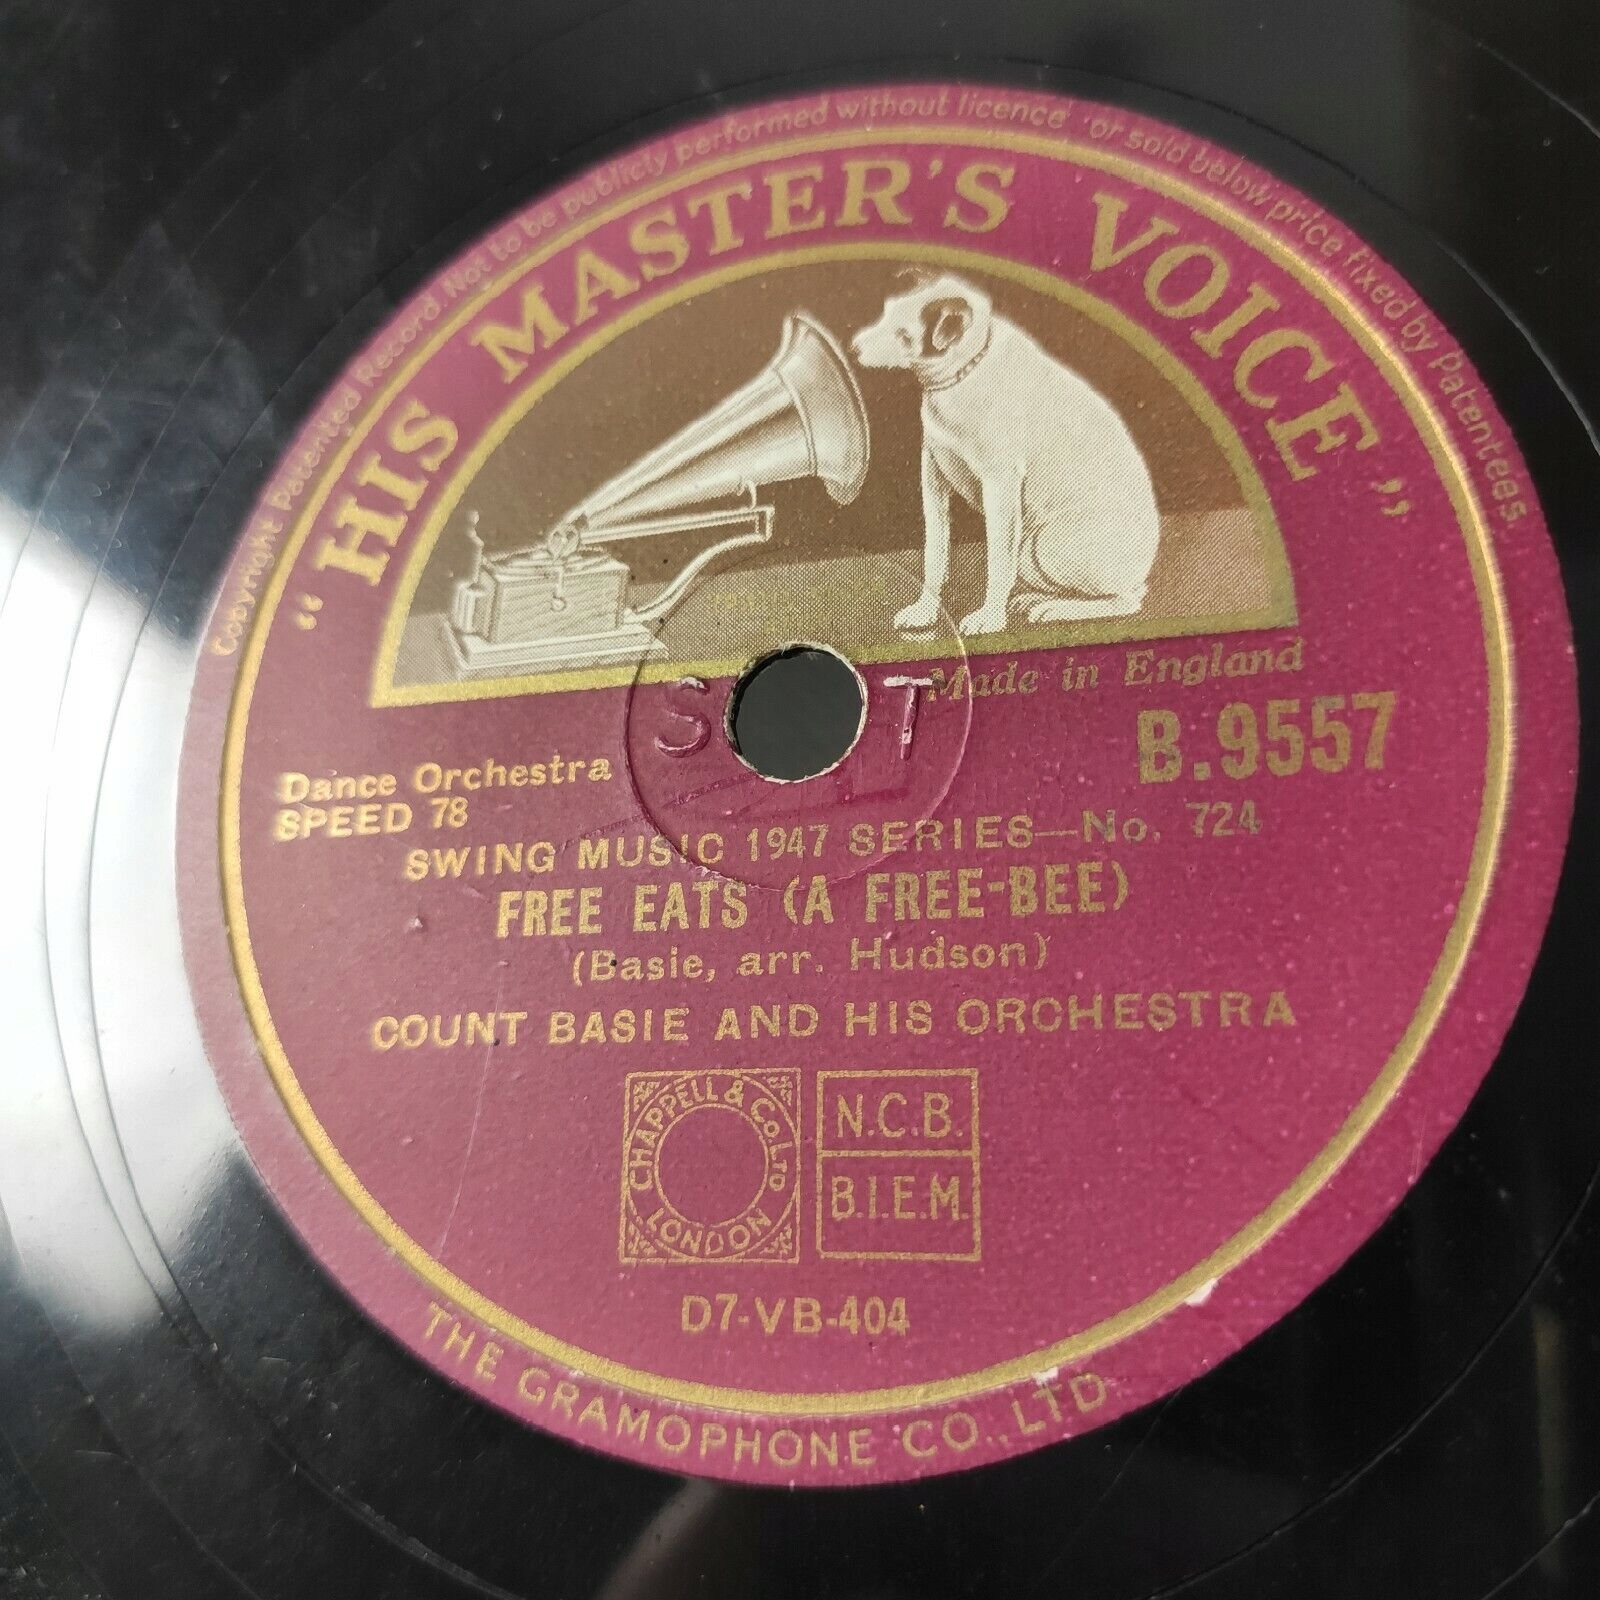 Copyright Patented Record. Not to be publicly performed without licence or sold below price fixed by Patentees.
"HIS MASTER'S VOICE"
Made in England
S T
B.9557
Dance Orchestra
SPEED 78
SWING MUSIC 1947 SERIES—No. 724
FREE EATS (A FREE-BEE)
(Basie, arr. Hudson)
COUNT BASIE AND HIS ORCHESTRA
CHAPPELL & Co. LTD
LONDON
N.C.B.
B.I.E.M.
D7-VB-404
THE GRAMOPHONE CO., LTD